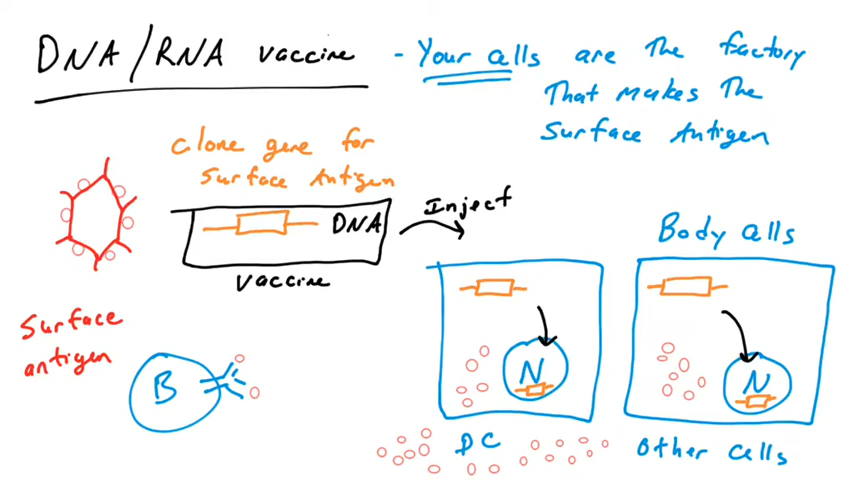 DNA/RNA vaccine - Your cells are the factory
That makes The
Surface Antigen
Clone gene for
Surface Antigen
DNA
Vaccine
Inject
Body cells
Surface
antigen
B
N
N
DC
Other cells